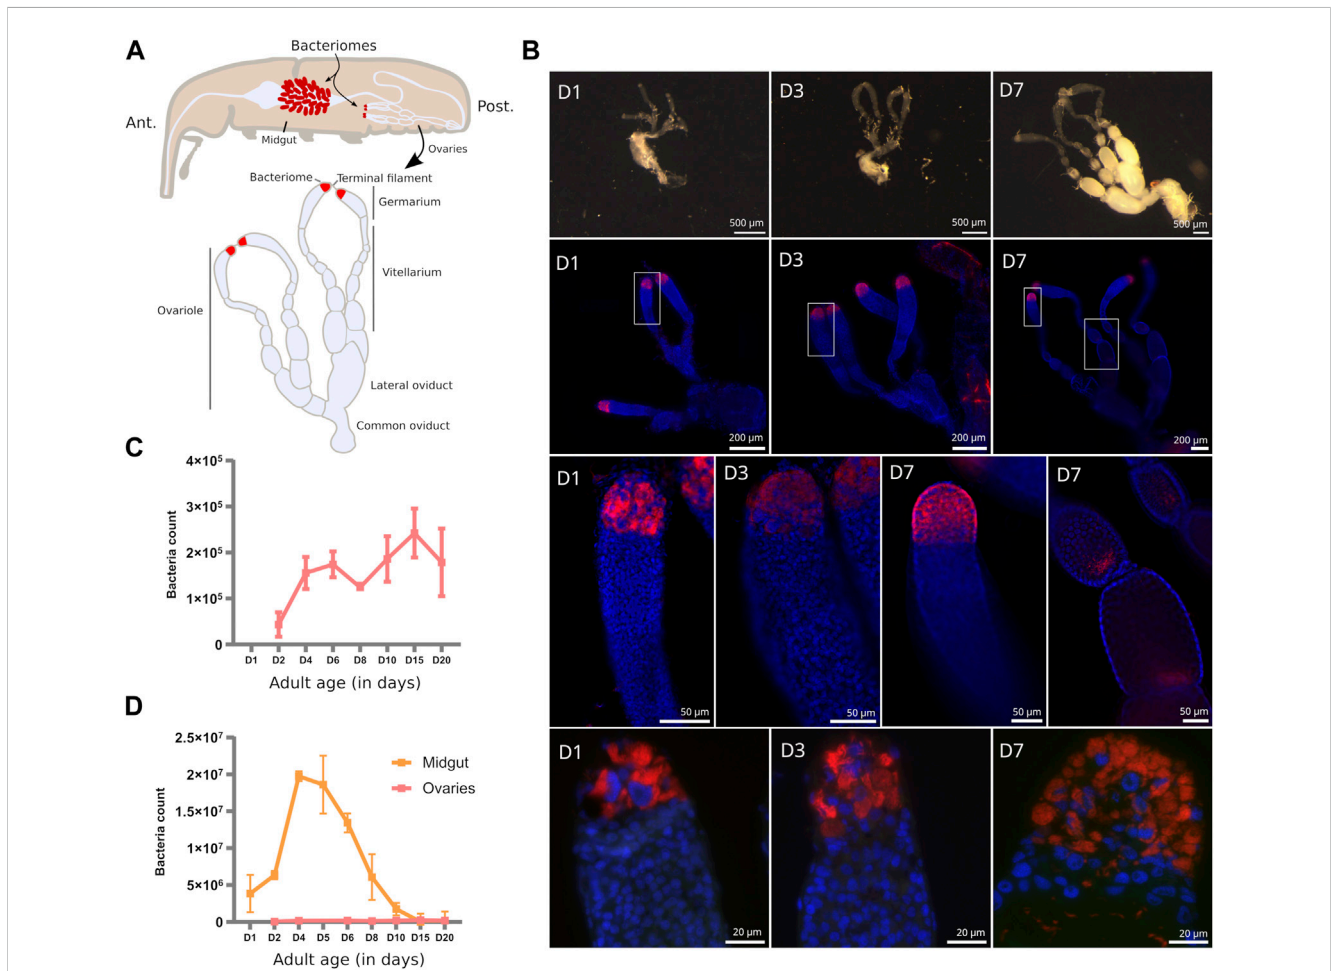 A
Bacteriomes
Ant.
Post.
Midgut
Ovaries
Bacteriome
Terminal filament
Germarium
Vitellarium
Ovariole
Lateral oviduct
Common oviduct
B
D1
500 µm
D3
500 µm
D7
500 µm
D1
200 µm
D3
200 µm
D7
200 µm
D1
50 µm
D3
50 µm
D7
50 µm
D7
50 µm
D1
20 µm
D3
20 µm
D7
20 µm
C
4×10⁵
3×10⁵
2×10⁵
1×10⁵
0
Bacteria count
D1 D2 D4 D6 D8 D10 D15 D20
Adult age (in days)
D
2.5×10⁷
2×10⁷
1.5×10⁷
1×10⁷
5×10⁶
0
Bacteria count
Midgut
Ovaries
D1 D2 D4 D5 D6 D8 D10 D15 D20
Adult age (in days)